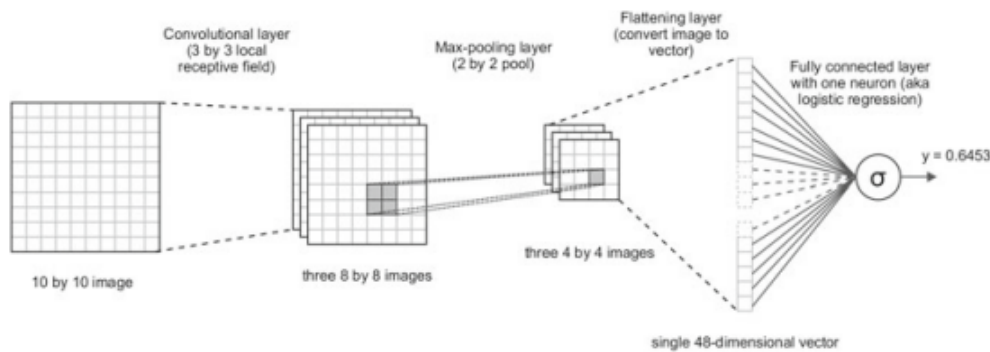 Convolutional layer
(3 by 3 local
receptive field)
Max-pooling layer
(2 by 2 pool)
Flattening layer
(convert image to
vector)
Fully connected layer
with one neuron (aka
logistic regression)
σ
y = 0.6453
10 by 10 image
three 8 by 8 images
three 4 by 4 images
single 48-dimensional vector